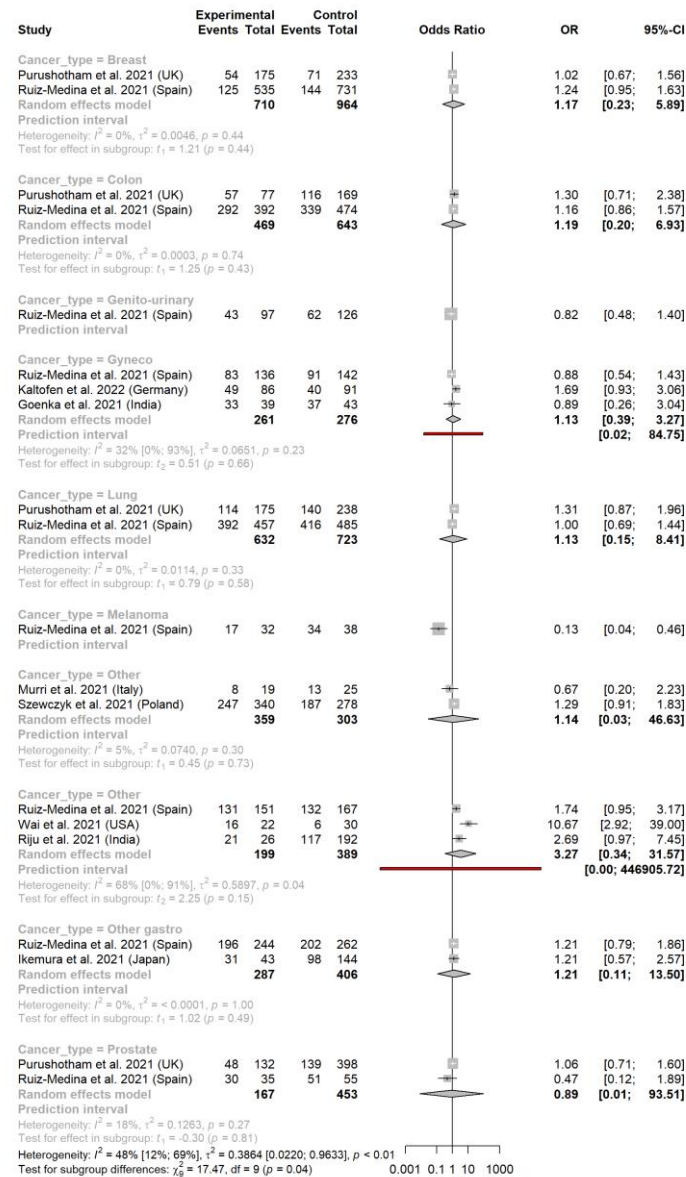 Experimental Control
Study Events Total Events Total Odds Ratio OR 95%-CI
Cancer_type = Breast
Purushotham et al. 2021 (UK) 54 175 71 233 1.02 [0.67; 1.56]
Ruiz-Medina et al. 2021 (Spain) 125 535 144 731 1.24 [0.95; 1.63]
Random effects model 710 964 1.17 [0.23; 5.89]
Prediction interval
Heterogeneity: I² = 0%, τ² = 0.0046, p = 0.44
Test for effect in subgroup: t₁ = 1.21 (p = 0.44)
Cancer_type = Colon
Purushotham et al. 2021 (UK) 57 77 116 169 1.30 [0.71; 2.38]
Ruiz-Medina et al. 2021 (Spain) 292 392 339 474 1.16 [0.86; 1.57]
Random effects model 469 643 1.19 [0.20; 6.93]
Prediction interval
Heterogeneity: I² = 0%, τ² = 0.0003, p = 0.74
Test for effect in subgroup: t₁ = 1.25 (p = 0.43)
Cancer_type = Genito-urinary
Ruiz-Medina et al. 2021 (Spain) 43 97 62 126 0.82 [0.48; 1.40]
Prediction interval
Cancer_type = Gyneco
Ruiz-Medina et al. 2021 (Spain) 83 136 91 142 0.88 [0.54; 1.43]
Kaltofen et al. 2022 (Germany) 49 86 40 91 1.69 [0.93; 3.06]
Goenka et al. 2021 (India) 33 39 37 43 0.89 [0.26; 3.04]
Random effects model 261 276 1.13 [0.39; 3.27]
Prediction interval [0.02; 84.75]
Heterogeneity: I² = 32% [0%; 93%], τ² = 0.0651, p = 0.23
Test for effect in subgroup: t₂ = 0.51 (p = 0.66)
Cancer_type = Lung
Purushotham et al. 2021 (UK) 114 175 140 238 1.31 [0.87; 1.96]
Ruiz-Medina et al. 2021 (Spain) 392 457 416 485 1.00 [0.69; 1.44]
Random effects model 632 723 1.13 [0.15; 8.41]
Prediction interval
Heterogeneity: I² = 0%, τ² = 0.0114, p = 0.33
Test for effect in subgroup: t₁ = 0.79 (p = 0.58)
Cancer_type = Melanoma
Ruiz-Medina et al. 2021 (Spain) 17 32 34 38 0.13 [0.04; 0.46]
Prediction interval
Cancer_type = Other
Murri et al. 2021 (Italy) 8 19 13 25 0.67 [0.20; 2.23]
Szewczyk et al. 2021 (Poland) 247 340 187 278 1.29 [0.91; 1.83]
Random effects model 359 303 1.14 [0.03; 46.63]
Prediction interval
Heterogeneity: I² = 5%, τ² = 0.0740, p = 0.30
Test for effect in subgroup: t₁ = 0.45 (p = 0.73)
Cancer_type = Other
Ruiz-Medina et al. 2021 (Spain) 131 151 132 167 1.74 [0.95; 3.17]
Wai et al. 2021 (USA) 16 22 6 30 10.67 [2.92; 39.00]
Riju et al. 2021 (India) 21 26 117 192 2.69 [0.97; 7.45]
Random effects model 199 389 3.27 [0.34; 31.57]
Prediction interval [0.00; 446905.72]
Heterogeneity: I² = 68% [0%; 91%], τ² = 0.5897, p = 0.04
Test for effect in subgroup: t₂ = 2.25 (p = 0.15)
Cancer_type = Other gastro
Ruiz-Medina et al. 2021 (Spain) 196 244 202 262 1.21 [0.79; 1.86]
Ikemura et al. 2021 (Japan) 31 43 98 144 1.21 [0.57; 2.57]
Random effects model 287 406 1.21 [0.11; 13.50]
Prediction interval
Heterogeneity: I² = 0%, τ² = < 0.0001, p = 1.00
Test for effect in subgroup: t₁ = 1.02 (p = 0.49)
Cancer_type = Prostate
Purushotham et al. 2021 (UK) 48 132 139 398 1.06 [0.71; 1.60]
Ruiz-Medina et al. 2021 (Spain) 30 35 51 55 0.47 [0.12; 1.89]
Random effects model 167 453 0.89 [0.01; 93.51]
Prediction interval
Heterogeneity: I² = 18%, τ² = 0.1263, p = 0.27
Test for effect in subgroup: t₁ = -0.30 (p = 0.81)
Heterogeneity: I² = 48% [12%; 69%], τ² = 0.3864 [0.0220; 0.9633], p < 0.01
Test for subgroup differences: χ²₉ = 17.47, df = 9 (p = 0.04) 0.001 0.1 1 10 1000